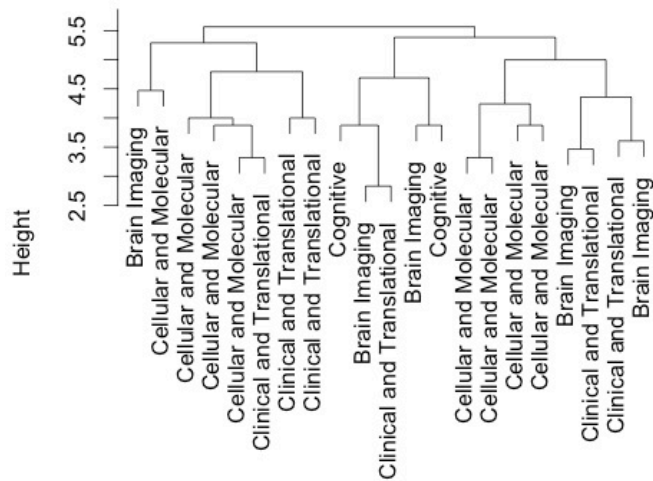 Height
5.5
4.5
3.5
2.5
Brain Imaging
Cellular and Molecular
Cellular and Molecular
Cellular and Molecular
Cellular and Molecular
Clinical and Translational
Clinical and Translational
Clinical and Translational
Cognitive
Brain Imaging
Clinical and Translational
Brain Imaging
Cognitive
Cellular and Molecular
Cellular and Molecular
Cellular and Molecular
Cellular and Molecular
Brain Imaging
Clinical and Translational
Clinical and Translational
Brain Imaging